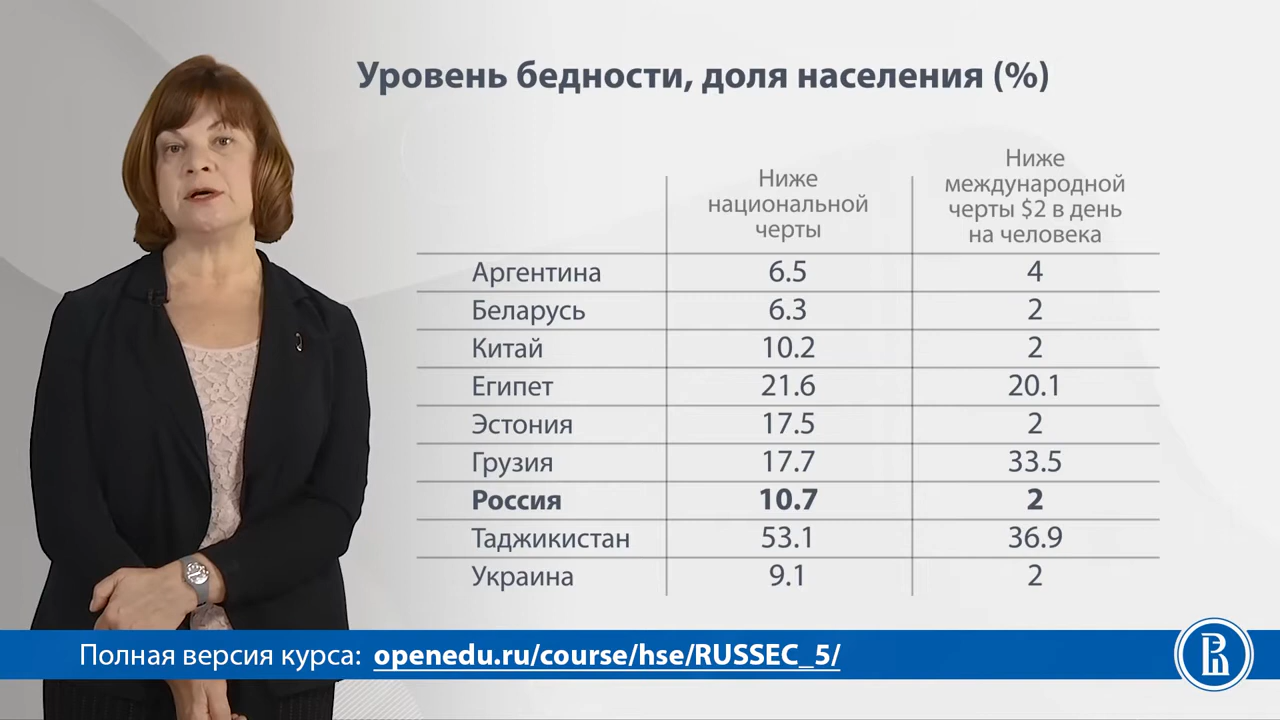 Уровень бедности, доля населения (%)
Ниже национальной черты
Ниже международной черты $2 в день на человека
Аргентина 6.5 4
Беларусь 6.3 2
Китай 10.2 2
Египет 21.6 20.1
Эстония 17.5 2
Грузия 17.7 33.5
Россия 10.7 2
Таджикистан 53.1 36.9
Украина 9.1 2
Полная версия курса: openedu.ru/course/hse/RUSSEC_5/